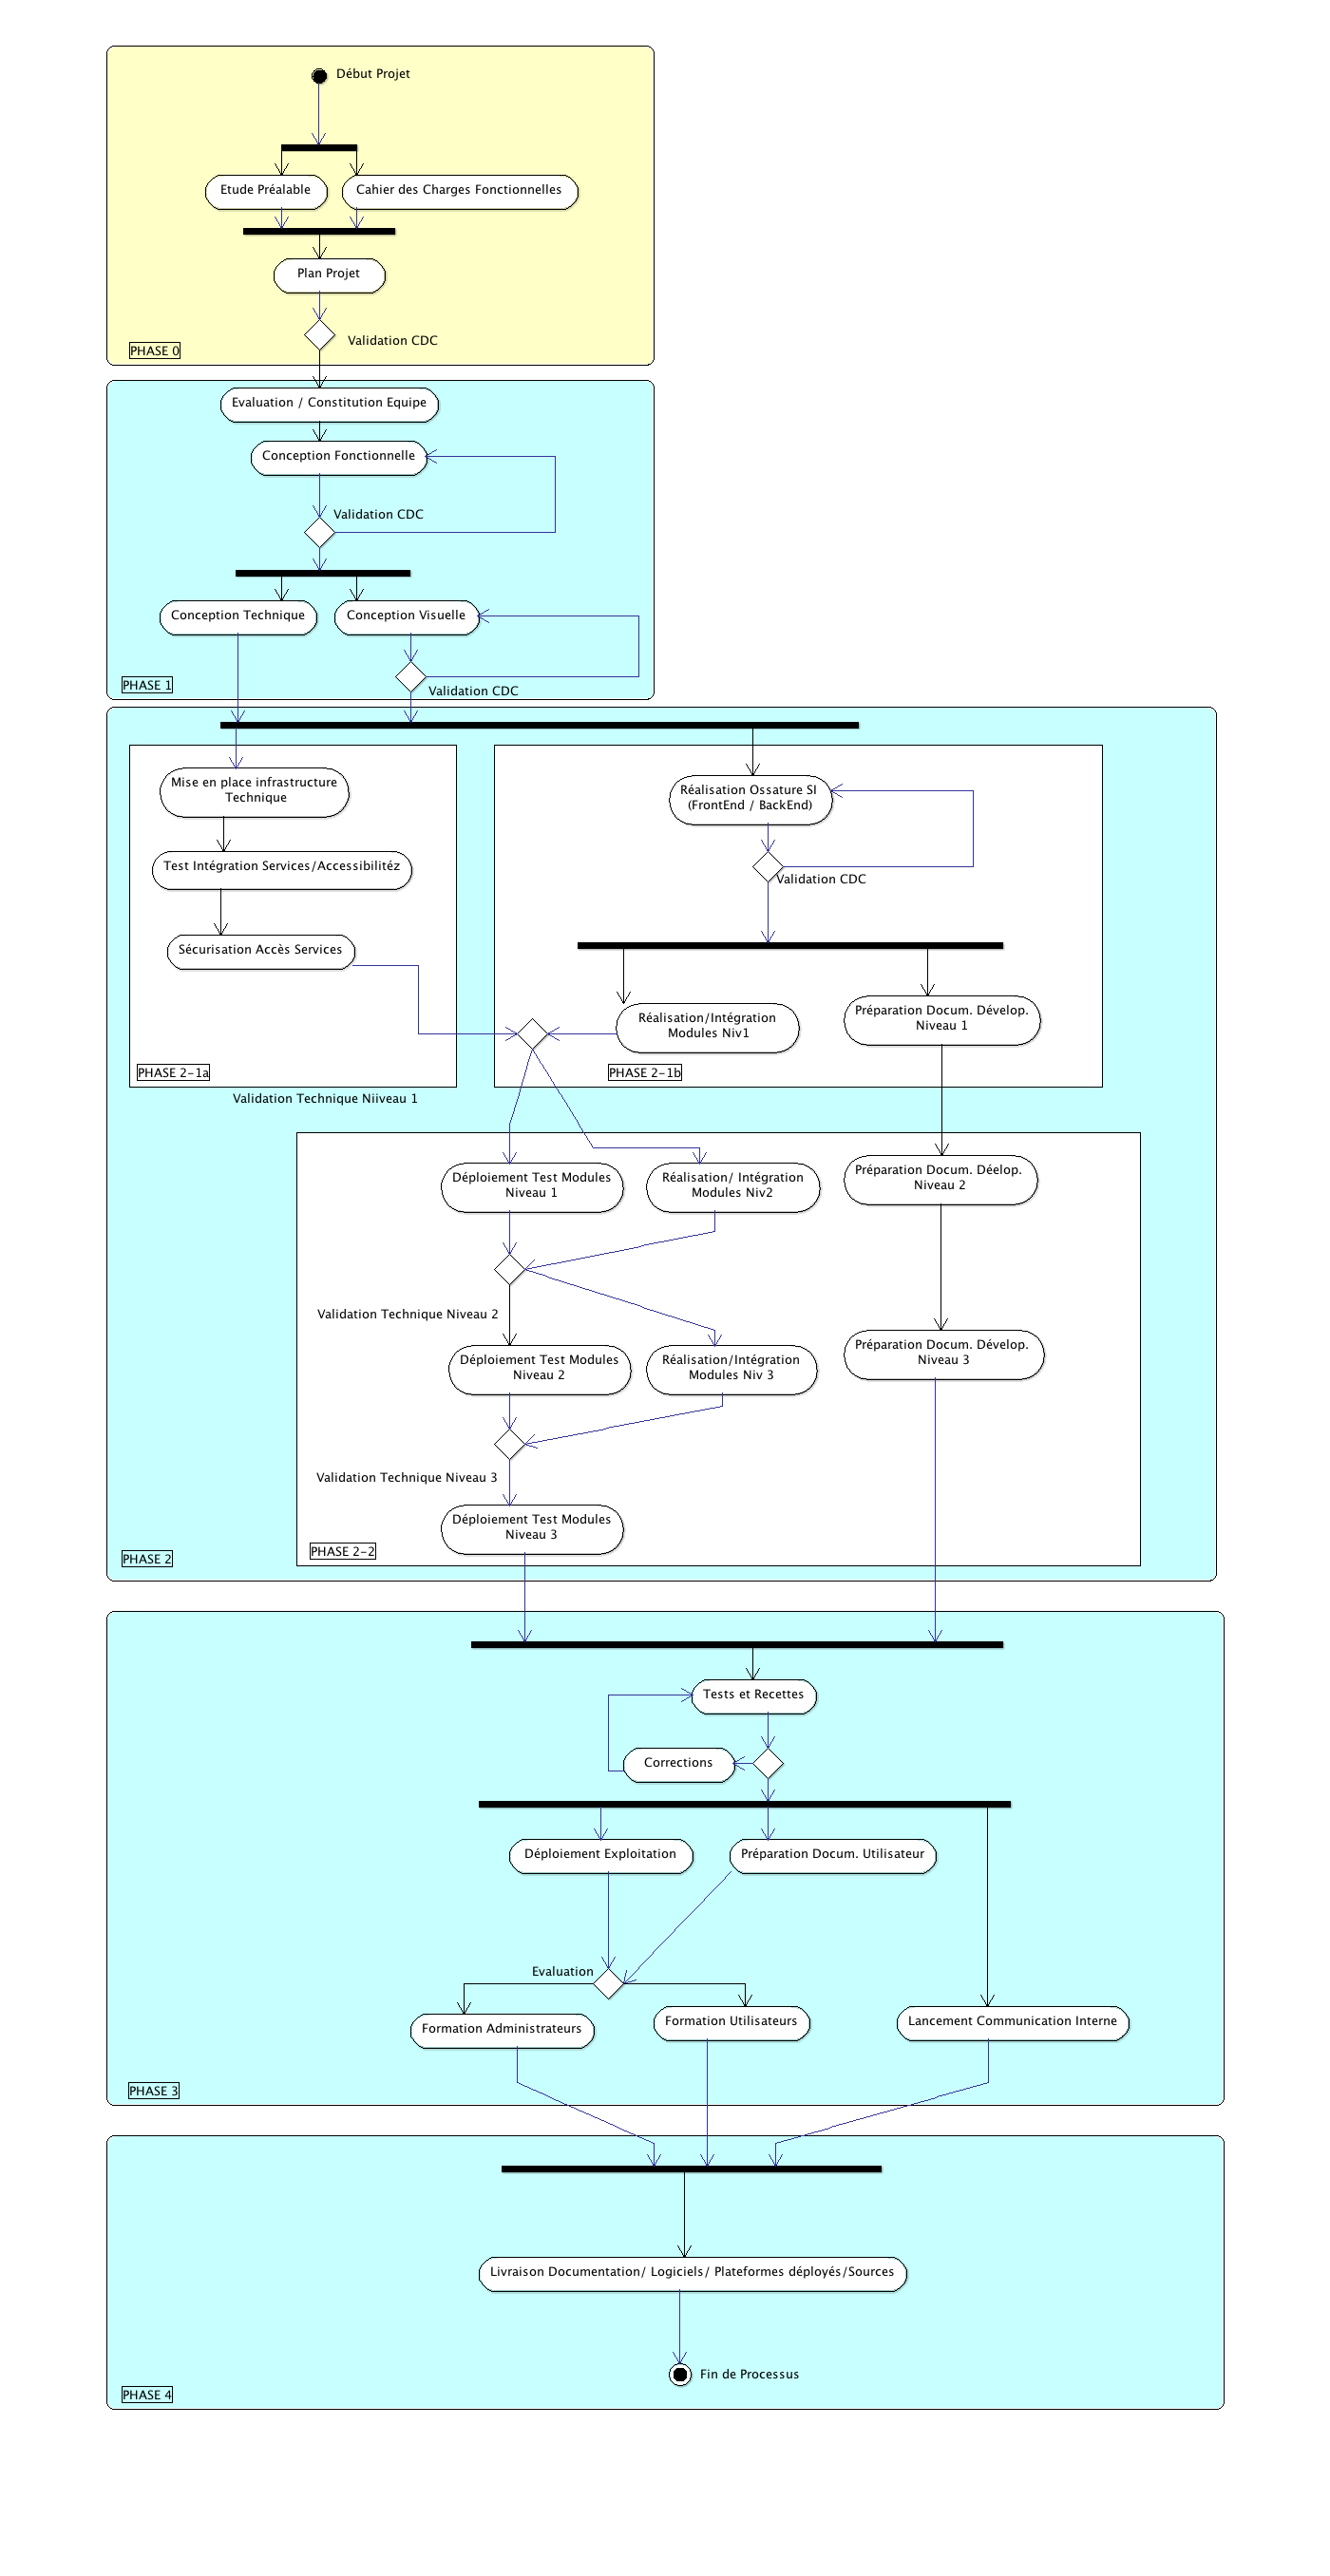 Début Projet
Etude Préalable
Cahier des Charges Fonctionnelles
Plan Projet
Validation CDC
PHASE 0
Evaluation / Constitution Equipe
Conception Fonctionnelle
Validation CDC
Conception Technique
Conception Visuelle
PHASE 1
Validation CDC
Mise en place infrastructure
Technique
Test Intégration Services/Accessibilitéz
Sécurisation Accès Services
PHASE 2-1a
Réalisation Ossature SI
(FrontEnd / BackEnd)
Validation CDC
Réalisation/Intégration
Modules Niv1
Préparation Docum. Dévelop.
Niveau 1
PHASE 2-1b
Validation Technique Niiveau 1
Déploiement Test Modules
Niveau 1
Réalisation/ Intégration
Modules Niv2
Préparation Docum. Déelop.
Niveau 2
Validation Technique Niveau 2
Déploiement Test Modules
Niveau 2
Réalisation/Intégration
Modules Niv 3
Préparation Docum. Dévelop.
Niveau 3
Validation Technique Niveau 3
Déploiement Test Modules
Niveau 3
PHASE 2-2
PHASE 2
Tests et Recettes
Corrections
Déploiement Exploitation
Préparation Docum. Utilisateur
Evaluation
Formation Administrateurs
Formation Utilisateurs
Lancement Communication Interne
PHASE 3
Livraison Documentation/ Logiciels/ Plateformes déployés/Sources
Fin de Processus
PHASE 4